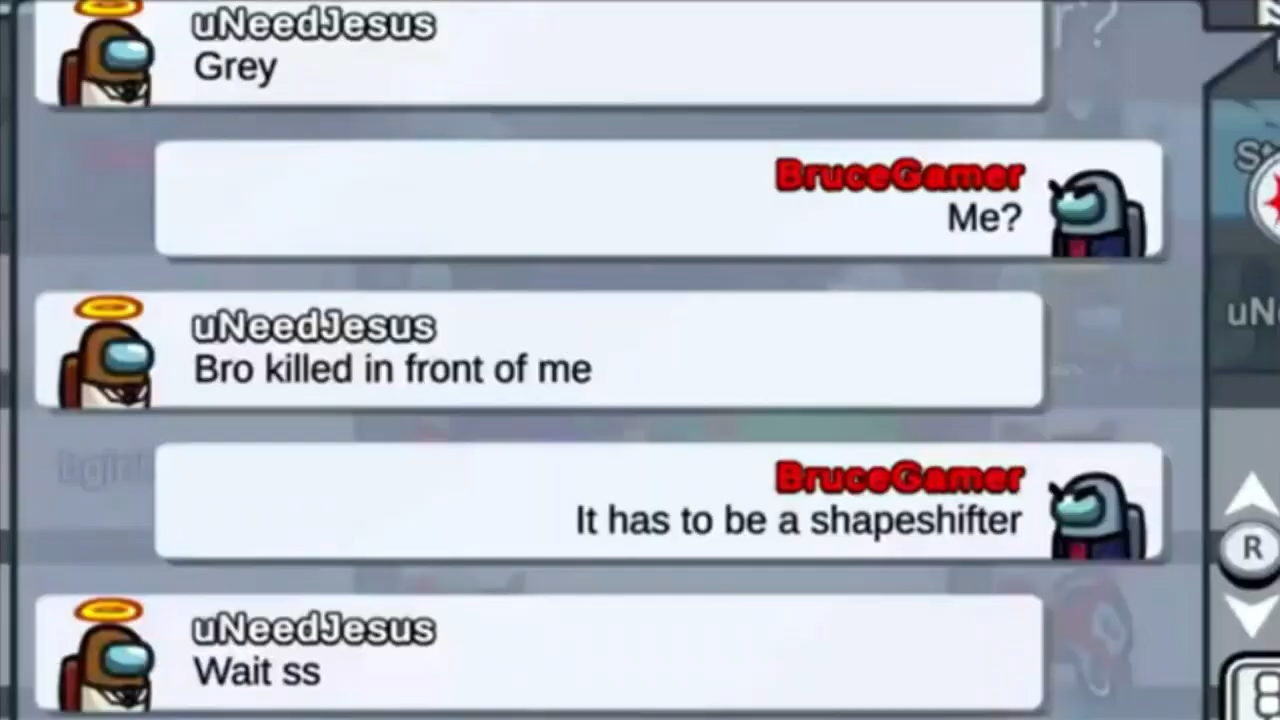 r'?
uNeedJesus
Grey
BruceGamer
Me?
uNeedJesus
Bro killed in front of me
BruceGamer
It has to be a shapeshifter
uNeedJesus
Wait ss
R